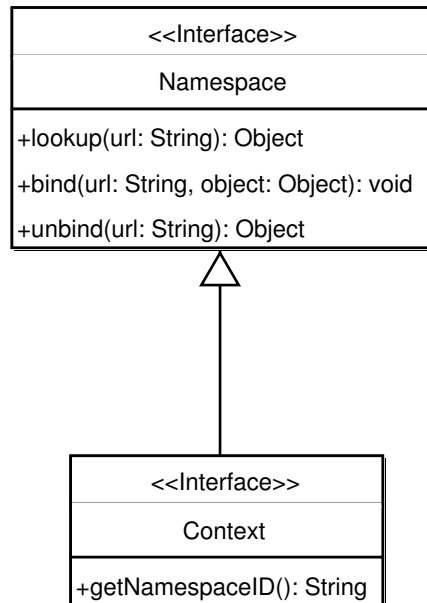 <<Interface>>
Namespace
+lookup(url: String): Object
+bind(url: String, object: Object): void
+unbind(url: String): Object
<<Interface>>
Context
+getNamespaceID(): String